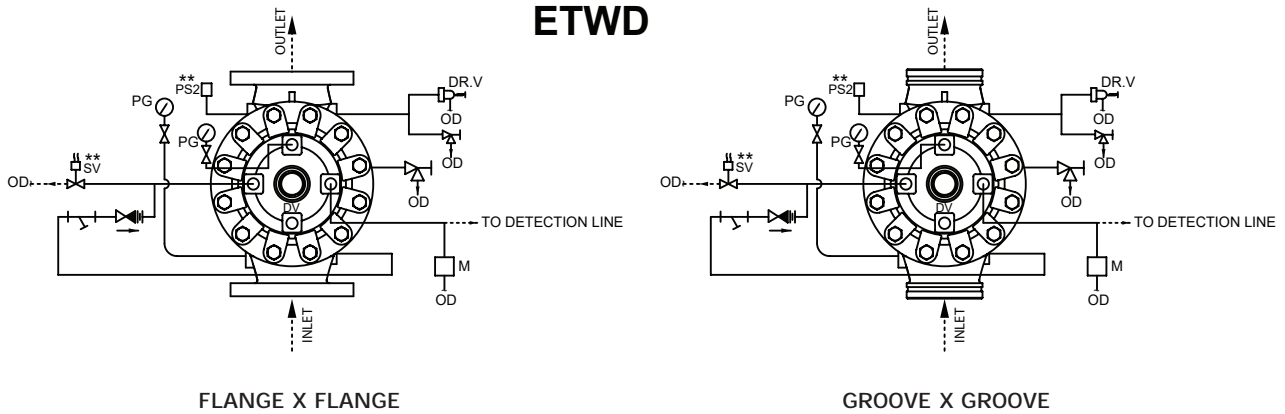 ETWD
OUTLET
**
PS2
PG
PG
DR.V
OD
OD
OD
**
SV
OD
DV
TO DETECTION LINE
M
OD
INLET
FLANGE X FLANGE
OUTLET
**
PS2
PG
PG
DR.V
OD
OD
OD
**
SV
OD
DV
TO DETECTION LINE
M
OD
INLET
GROOVE X GROOVE